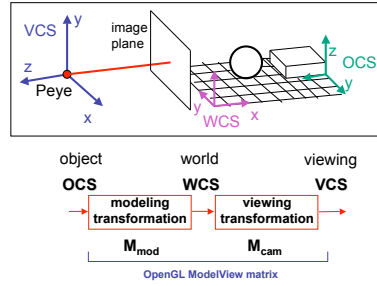 VCS
y
image
plane
z
Peye
x
z
OCS
y
y
WCS
x
object
world
viewing
OCS
WCS
VCS
modeling
transformation
viewing
transformation
Mmod
Mcam
OpenGL ModelView matrix